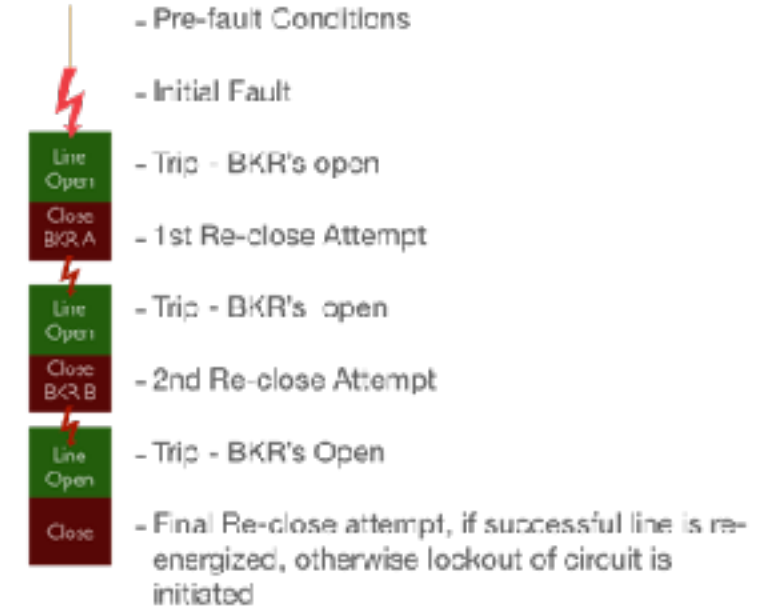 - Pre-fault Conditions
- Initial Fault
Line
Open
- Trip - BKR's open
Close
BKR A
- 1st Re-close Attempt
Line
Open
- Trip - BKR's open
Close
BKR B
- 2nd Re-close Attempt
Line
Open
- Trip - BKR's Open
Close
- Final Re-close attempt, if successful line is re-
energized, otherwise lockout of circuit is
initiated